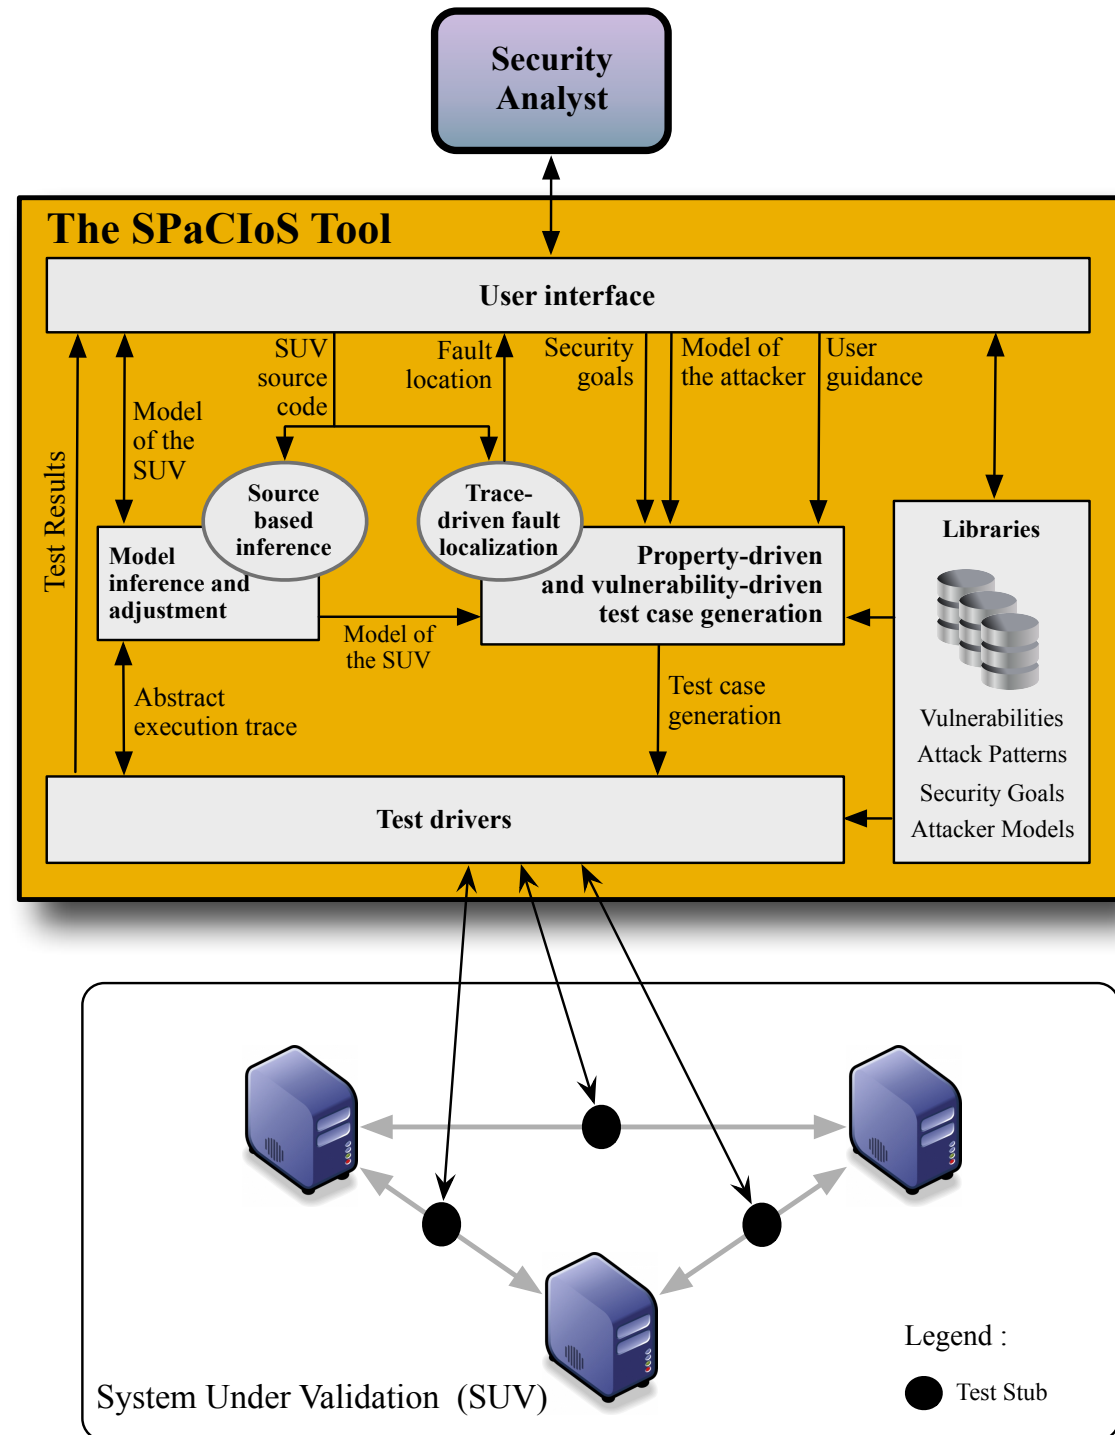 Security
Analyst
The SPaCIoS Tool
User interface
SUV
source
code
Fault
location
Security
goals
Model of
the attacker
User
guidance
Model
of the
SUV
Test Results
Source
based
inference
Trace-
driven fault
localization
Model
inference and
adjustment
Property-driven
and vulnerability-driven
test case generation
Libraries
Model of
the SUV
Abstract
execution trace
Test case
generation
Vulnerabilities
Attack Patterns
Security Goals
Attacker Models
Test drivers
Legend :
Test Stub
System Under Validation (SUV)